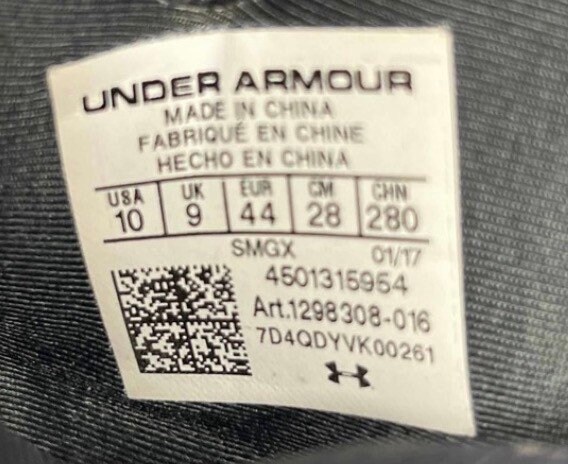 UNDER ARMOUR
MADE IN CHINA
FABRIQUÉ EN CHINE
HECHO EN CHINA
USA UK EUR CM CHN
10 9 44 28 280
SMGX 01/17
4501315954
Art.1298308-016
7D4QDYVK00261